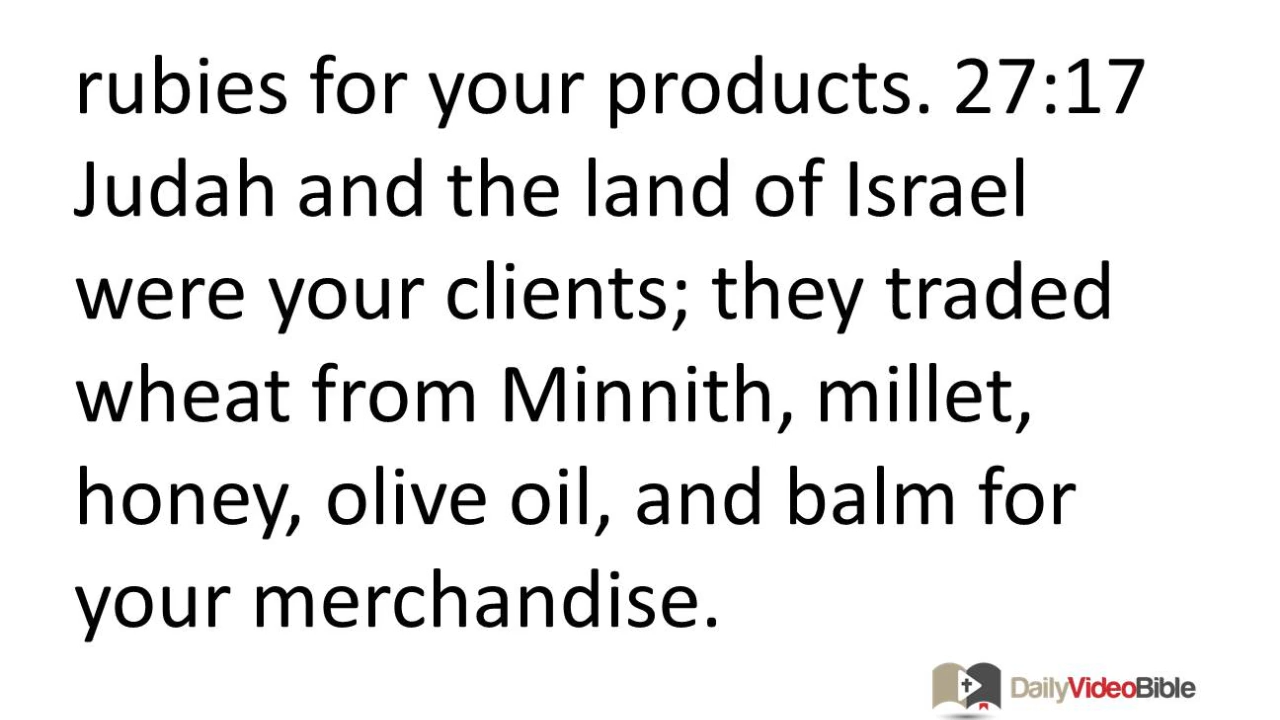 rubies for your products. 27:17
Judah and the land of Israel
were your clients; they traded
wheat from Minnith, millet,
honey, olive oil, and balm for
your merchandise.
DailyVideoBible